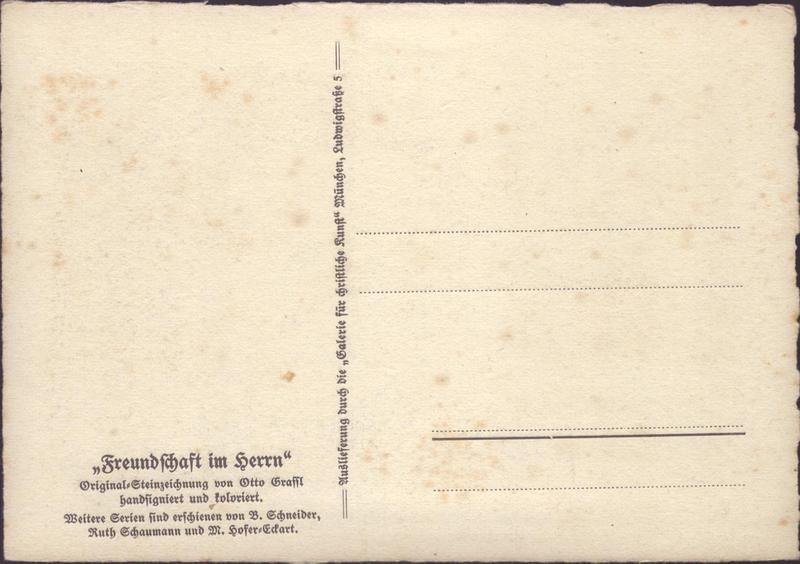 „Freundschaft im Herrn“
Original-Steinzeichnung von Otto Grassl
handsigniert und koloriert.
Weitere Serien sind erschienen von B. Schneider,
Ruth Schaumann und M. Hofer-Eckart.
Auslieferung durch die „Galerie für christliche Kunst“ München, Ludwigstraße 5